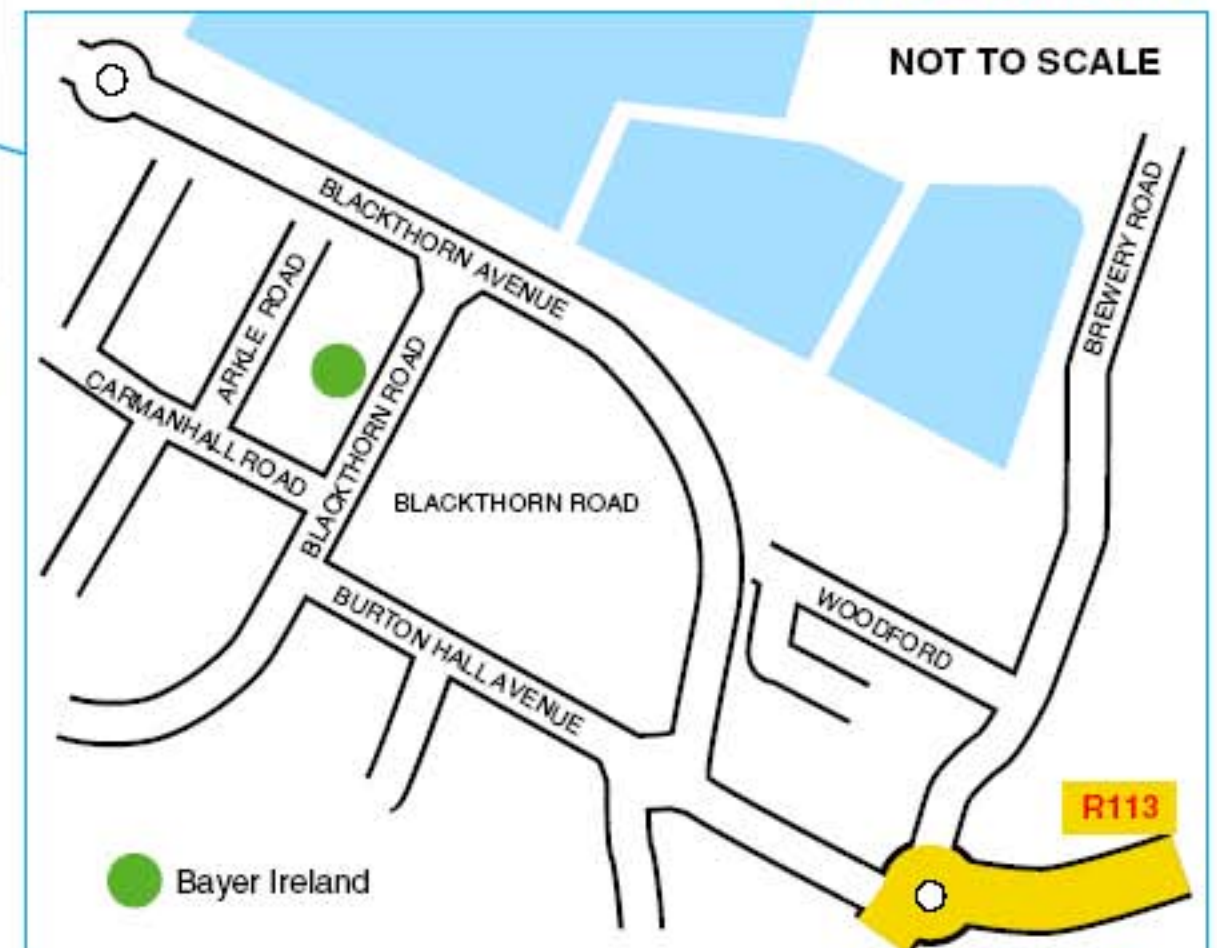 NOT TO SCALE
BLACKTHORN AVENUE
BREWERY ROAD
ARKLE ROAD
BLACKTHORN ROAD
CARMANHALL ROAD
BLACKTHORN ROAD
WOODFORD
BURTON HALL AVENUE
R113
Bayer Ireland